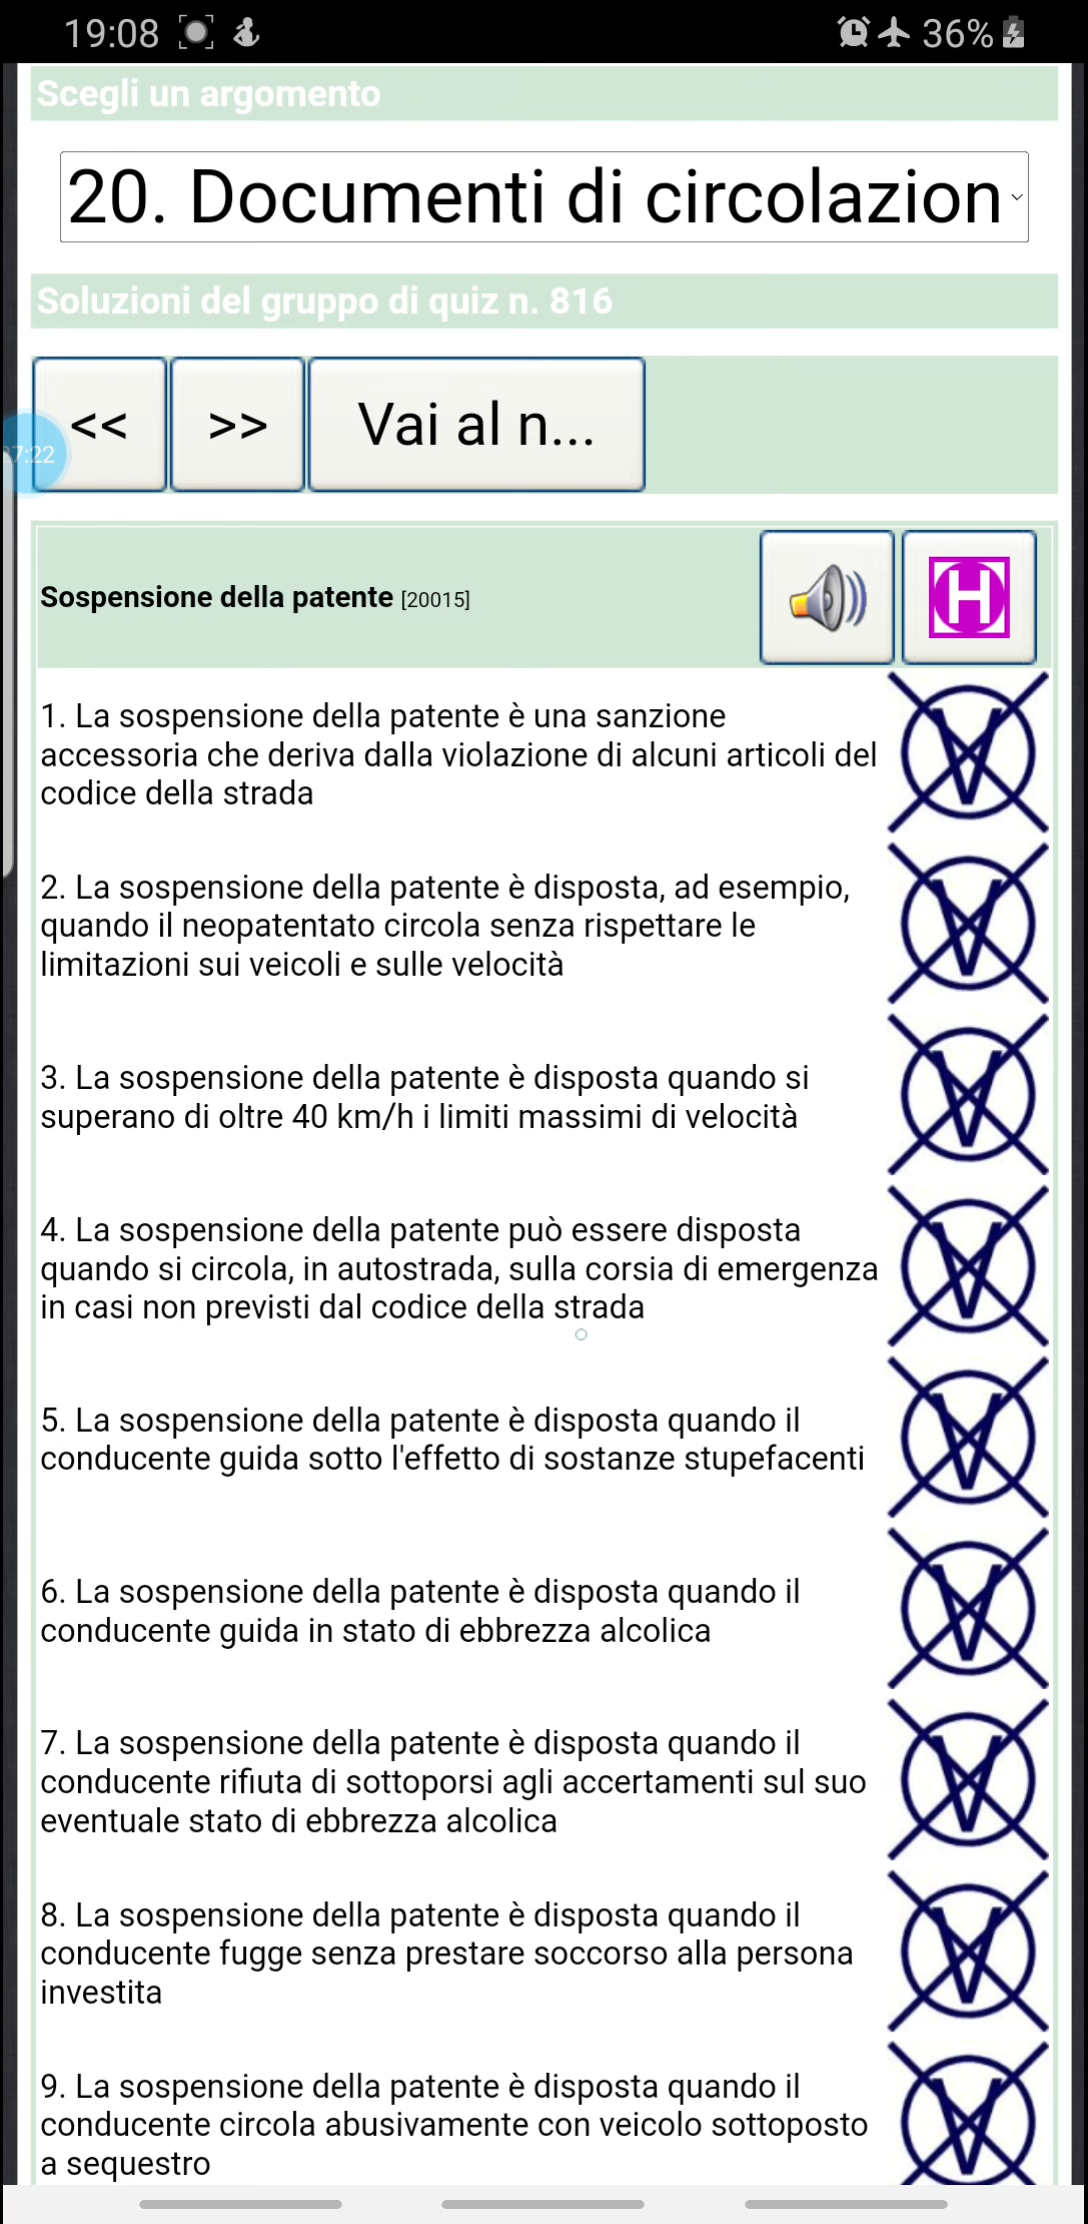 19:08
36%
Scegli un argomento
20. Documenti di circolazion
Soluzioni del gruppo di quiz n. 816
<<
>>
Vai al n...
7:22
Sospensione della patente [20015]
H
1. La sospensione della patente è una sanzione
accessoria che deriva dalla violazione di alcuni articoli del
codice della strada
V
2. La sospensione della patente è disposta, ad esempio,
quando il neopatentato circola senza rispettare le
limitazioni sui veicoli e sulle velocità
V
3. La sospensione della patente è disposta quando si
superano di oltre 40 km/h i limiti massimi di velocità
V
4. La sospensione della patente può essere disposta
quando si circola, in autostrada, sulla corsia di emergenza
in casi non previsti dal codice della strada
V
5. La sospensione della patente è disposta quando il
conducente guida sotto l'effetto di sostanze stupefacenti
V
6. La sospensione della patente è disposta quando il
conducente guida in stato di ebbrezza alcolica
V
7. La sospensione della patente è disposta quando il
conducente rifiuta di sottoporsi agli accertamenti sul suo
eventuale stato di ebbrezza alcolica
V
8. La sospensione della patente è disposta quando il
conducente fugge senza prestare soccorso alla persona
investita
V
9. La sospensione della patente è disposta quando il
conducente circola abusivamente con veicolo sottoposto
a sequestro
V